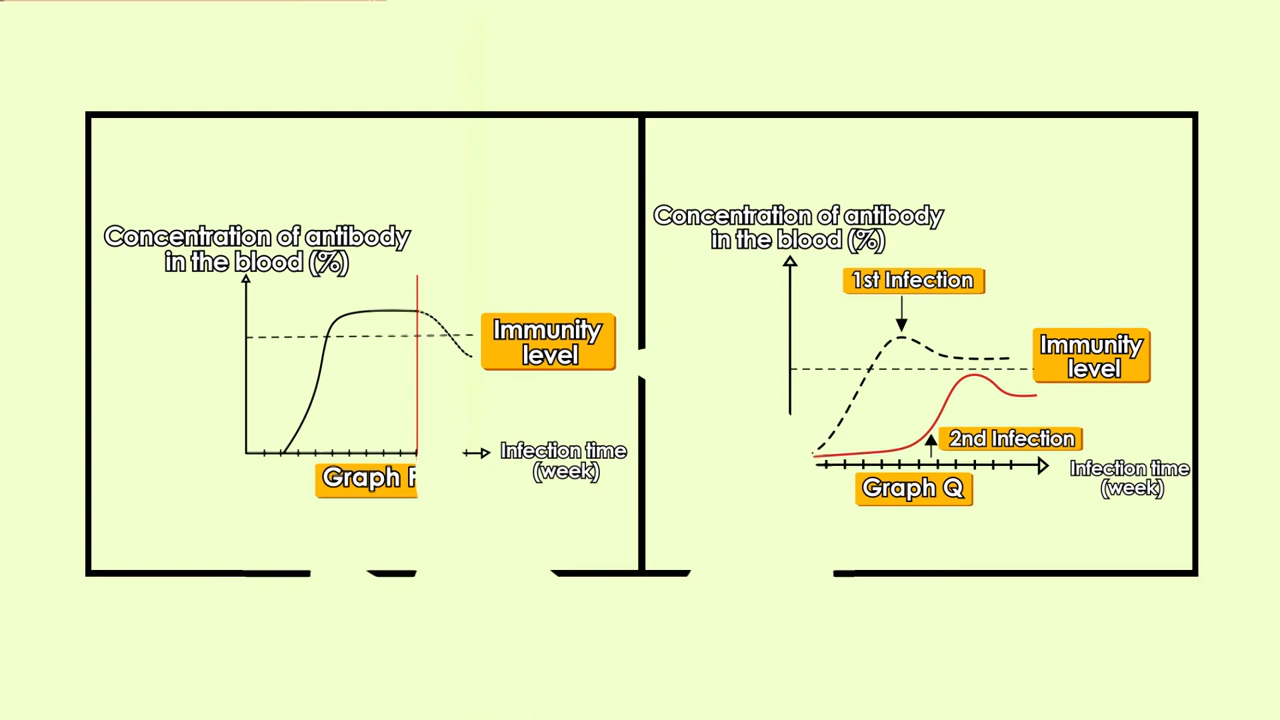 Concentration of antibody
in the blood (%)
Immunity
level
Infection time
(week)
Graph
Concentration of antibody
in the blood (%)
1st Infection
Immunity
level
2nd Infection
Infection time
(week)
Graph Q